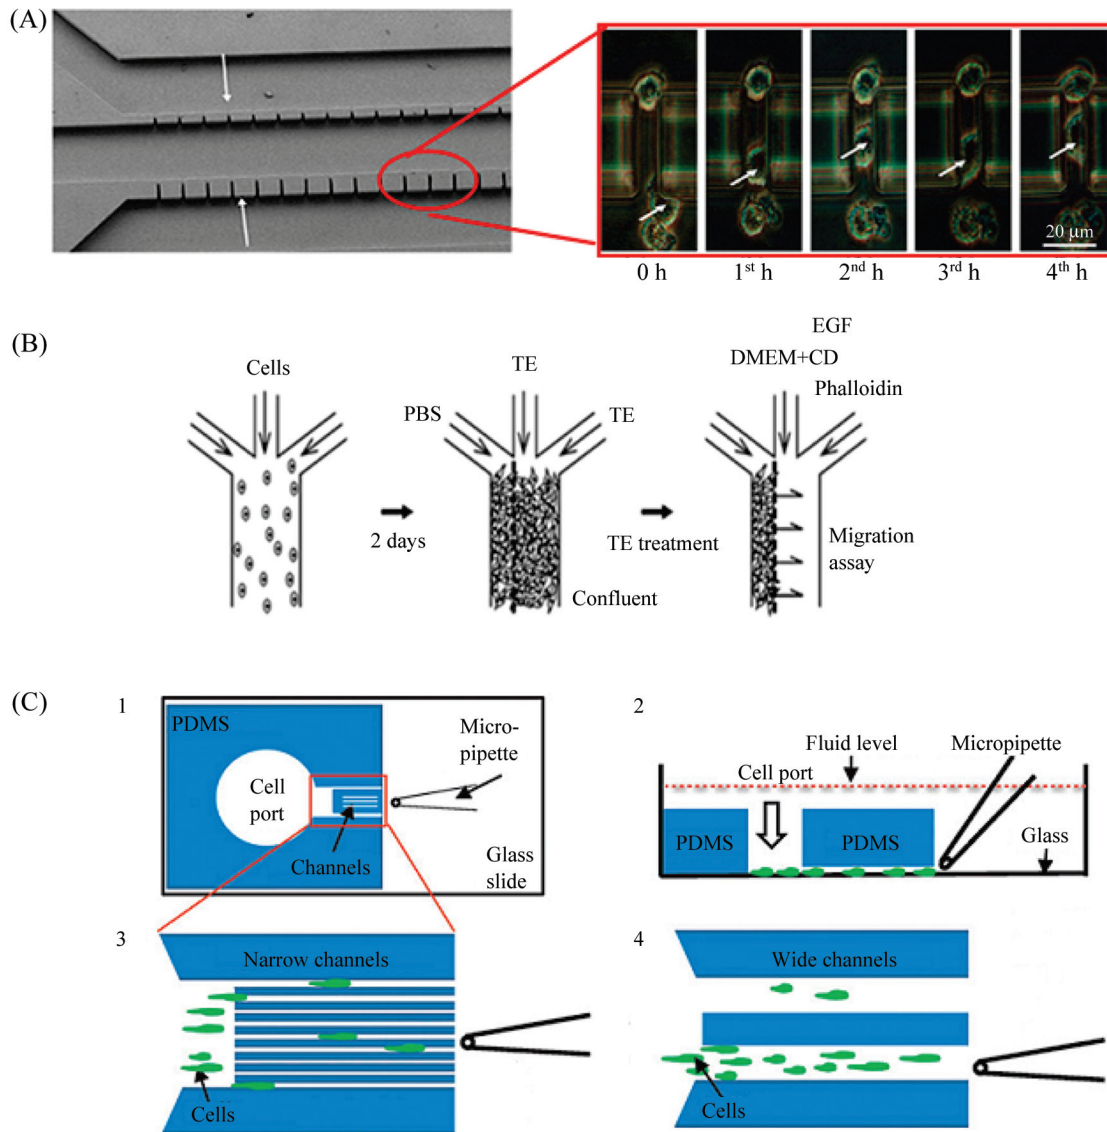 (A)
20 µm
0 h
1st h
2nd h
3rd h
4th h
(B)
Cells
2 days
PBS
TE
TE
Confluent
TE treatment
EGF
DMEM+CD
Phalloidin
Migration
assay
(C)
1
PDMS
Cell
port
Channels
Micro-
pipette
Glass
slide
2
Fluid level
Micropipette
Cell port
PDMS
PDMS
Glass
3
Narrow channels
Cells
4
Wide channels
Cells